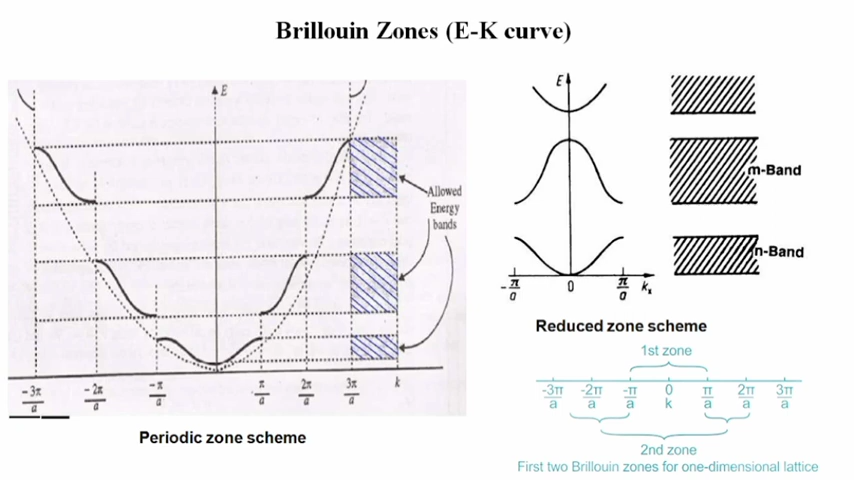 Brillouin Zones (E-K curve)
E
Allowed
Energy
bands
-3π/a -2π/a -π/a π/a 2π/a 3π/a k
Periodic zone scheme
E
m-Band
n-Band
-π/a 0 π/a kₓ
Reduced zone scheme
1st zone
-3π/a -2π/a -π/a 0 π/a 2π/a 3π/a
k
2nd zone
First two Brillouin zones for one-dimensional lattice